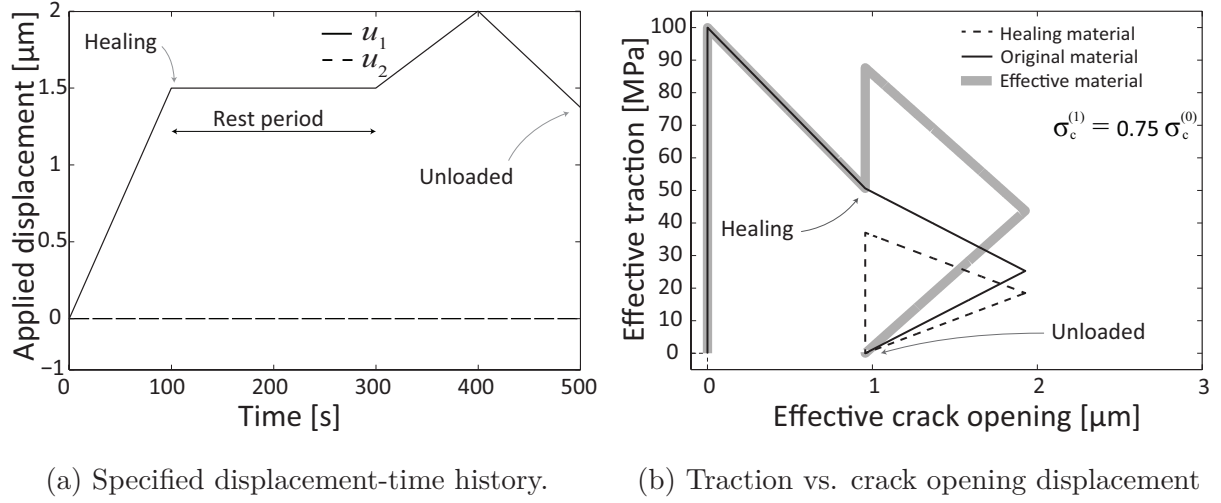 2
1.5
1
0.5
0
−1
Applied displacement [μm]
0
100
200
300
400
500
Time [s]
Healing
u₁
u₂
Rest period
Unloaded
100
90
80
70
60
50
40
30
20
10
0
Effective traction [MPa]
0
1
2
3
Effective crack opening [μm]
Healing material
Original material
Effective material
σ_c^(1) = 0.75 σ_c^(0)
Healing
Unloaded
(a) Specified displacement-time history.
(b) Traction vs. crack opening displacement